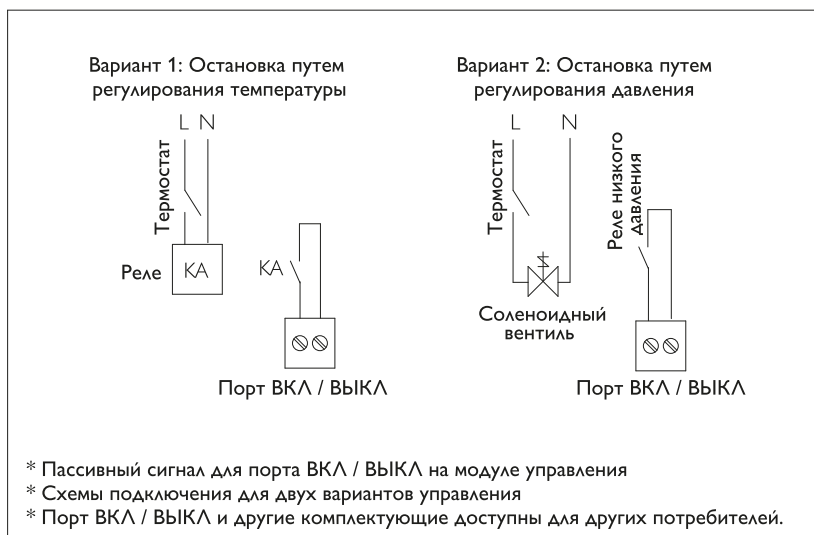 Вариант 1: Остановка путем
регулирования температуры
L N
Термостат
Реле
КА
КА
Порт ВКЛ / ВЫКЛ
Вариант 2: Остановка путем
регулирования давления
L N
Термостат
Реле низкого
давления
Соленоидный
вентиль
Порт ВКЛ / ВЫКЛ
* Пассивный сигнал для порта ВКЛ / ВЫКЛ на модуле управления
* Схемы подключения для двух вариантов управления
* Порт ВКЛ / ВЫКЛ и другие комплектующие доступны для других потребителей.